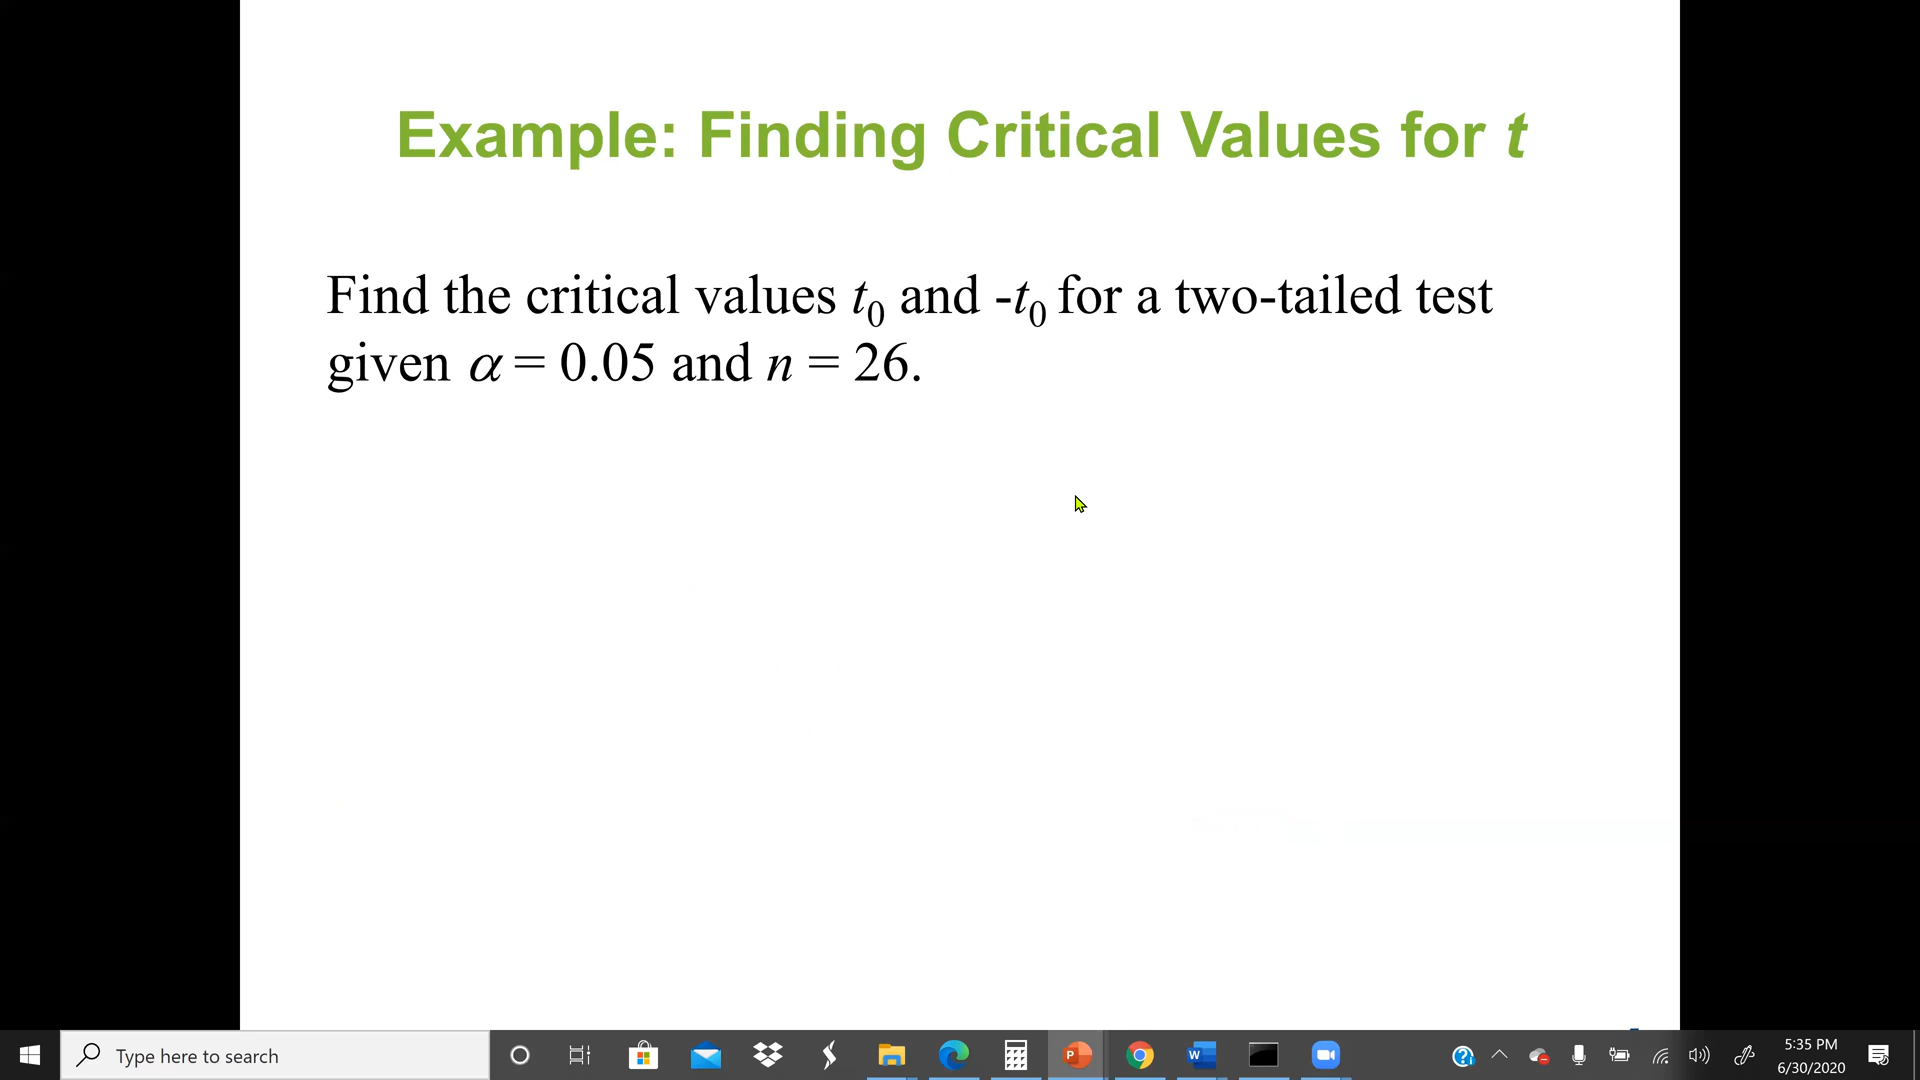 Example: Finding Critical Values for t
Find the critical values t₀ and -t₀ for a two-tailed test
given α = 0.05 and n = 26.
Type here to search
5:35 PM
6/30/2020